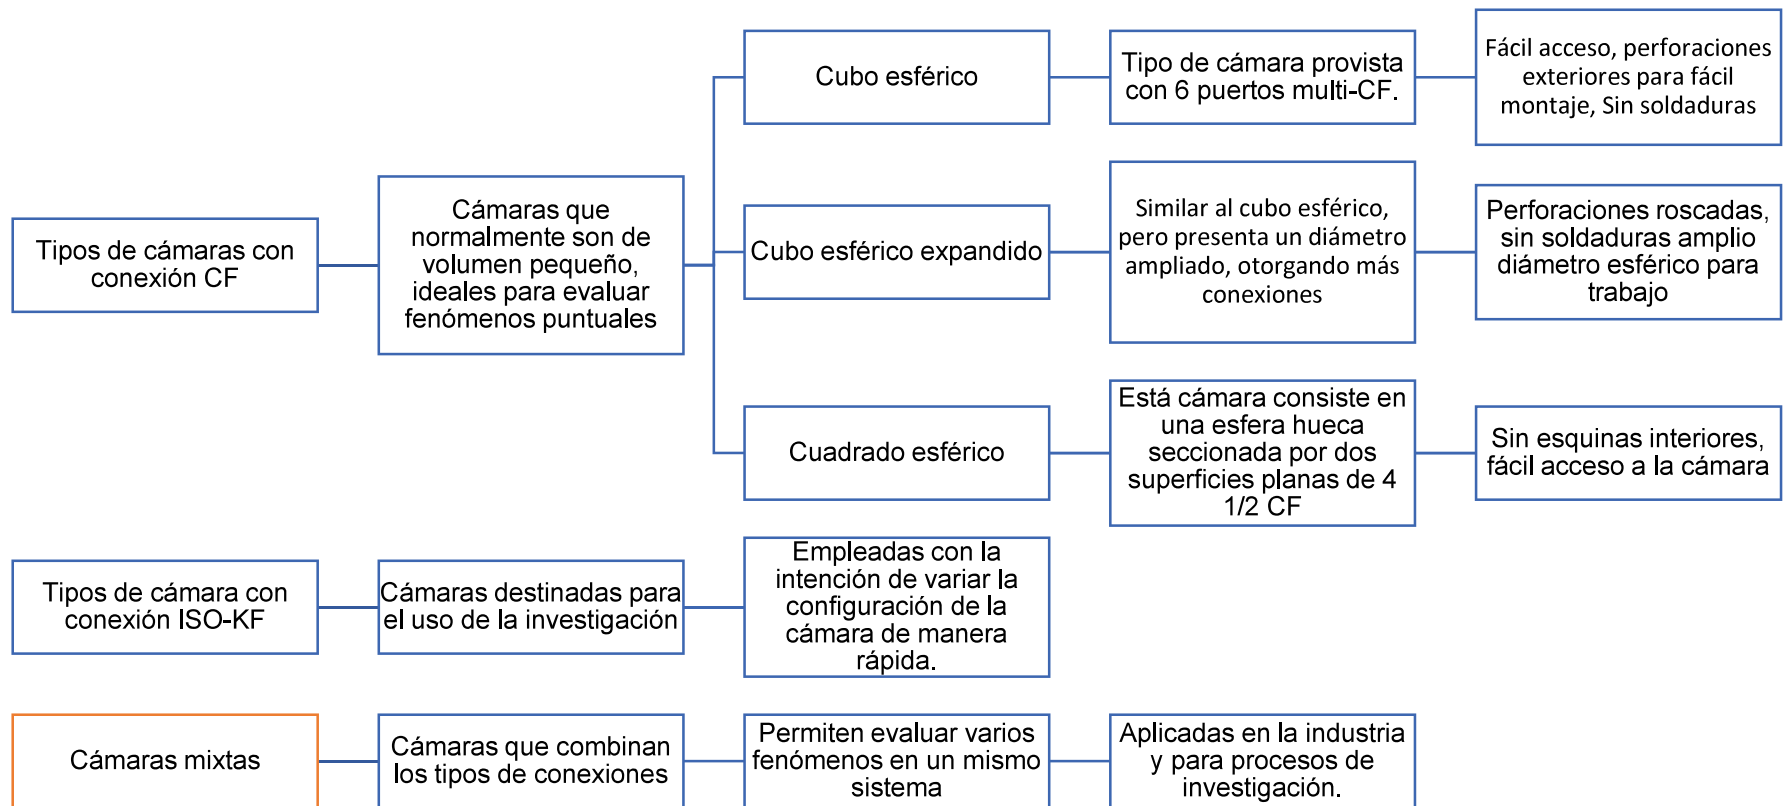 Tipos de cámaras con
conexión CF
Cámaras que
normalmente son de
volumen pequeño,
ideales para evaluar
fenómenos puntuales
Cubo esférico
Tipo de cámara provista
con 6 puertos multi-CF.
Fácil acceso, perforaciones
exteriores para fácil
montaje, Sin soldaduras
Cubo esférico expandido
Similar al cubo esférico,
pero presenta un diámetro
ampliado, otorgando más
conexiones
Perforaciones roscadas,
sin soldaduras amplio
diámetro esférico para
trabajo
Cuadrado esférico
Está cámara consiste en
una esfera hueca
seccionada por dos
superficies planas de 4
1/2 CF
Sin esquinas interiores,
fácil acceso a la cámara
Tipos de cámara con
conexión ISO-KF
Cámaras destinadas para
el uso de la investigación
Empleadas con la
intención de variar la
configuración de la
cámara de manera
rápida.
Cámaras mixtas
Cámaras que combinan
los tipos de conexiones
Permiten evaluar varios
fenómenos en un mismo
sistema
Aplicadas en la industria
y para procesos de
investigación.